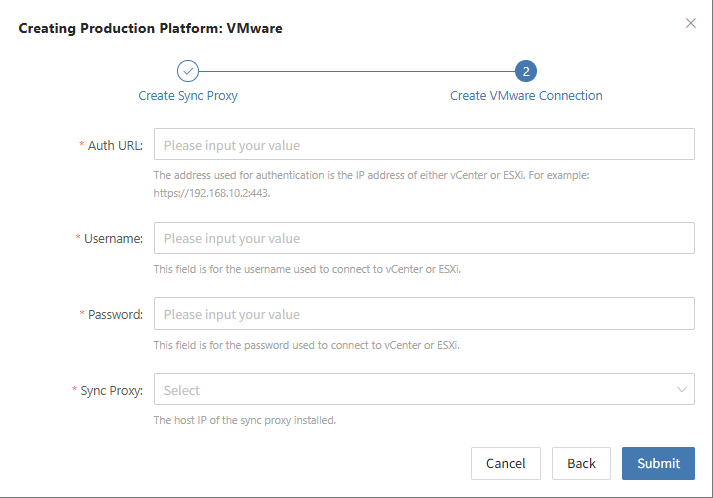 Creating Production Platform: VMware
2
Create Sync Proxy
Create VMware Connection
* Auth URL:
Please input your value
The address used for authentication is the IP address of either vCenter or ESXi. For example:
https://192.168.10.2:443.
* Username:
Please input your value
This field is for the username used to connect to vCenter or ESXi.
* Password:
Please input your value
This field is for the password used to connect to vCenter or ESXi.
* Sync Proxy:
Select
The host IP of the sync proxy installed.
Cancel
Back
Submit